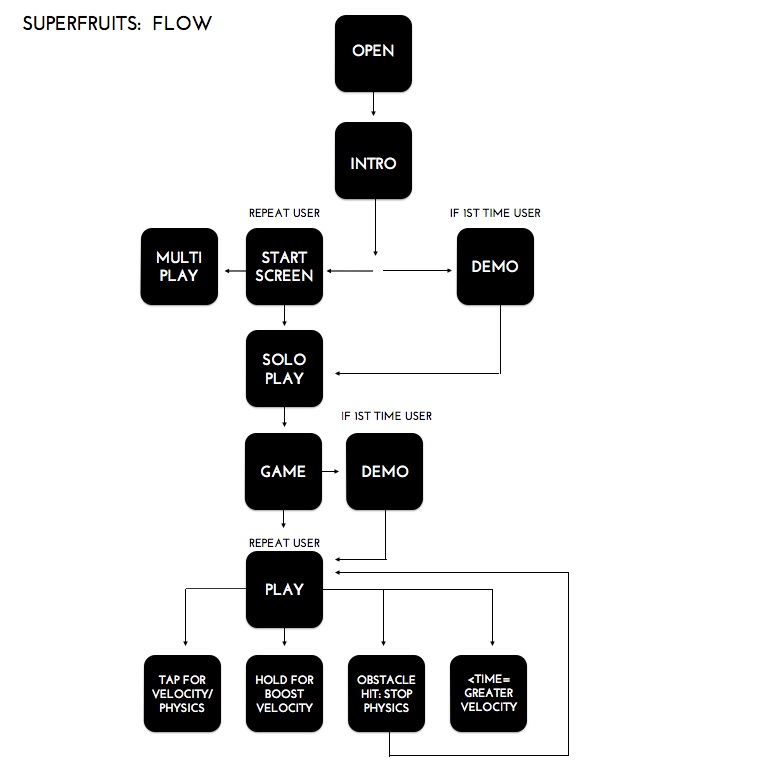 SUPERFRUITS: FLOW
OPEN
INTRO
REPEAT USER
IF 1ST TIME USER
MULTI
PLAY
START
SCREEN
DEMO
SOLO
PLAY
IF 1ST TIME USER
GAME
DEMO
REPEAT USER
PLAY
TAP FOR
VELOCITY/
PHYSICS
HOLD FOR
BOOST
VELOCITY
OBSTACLE
HIT: STOP
PHYSICS
<TIME=
GREATER
VELOCITY